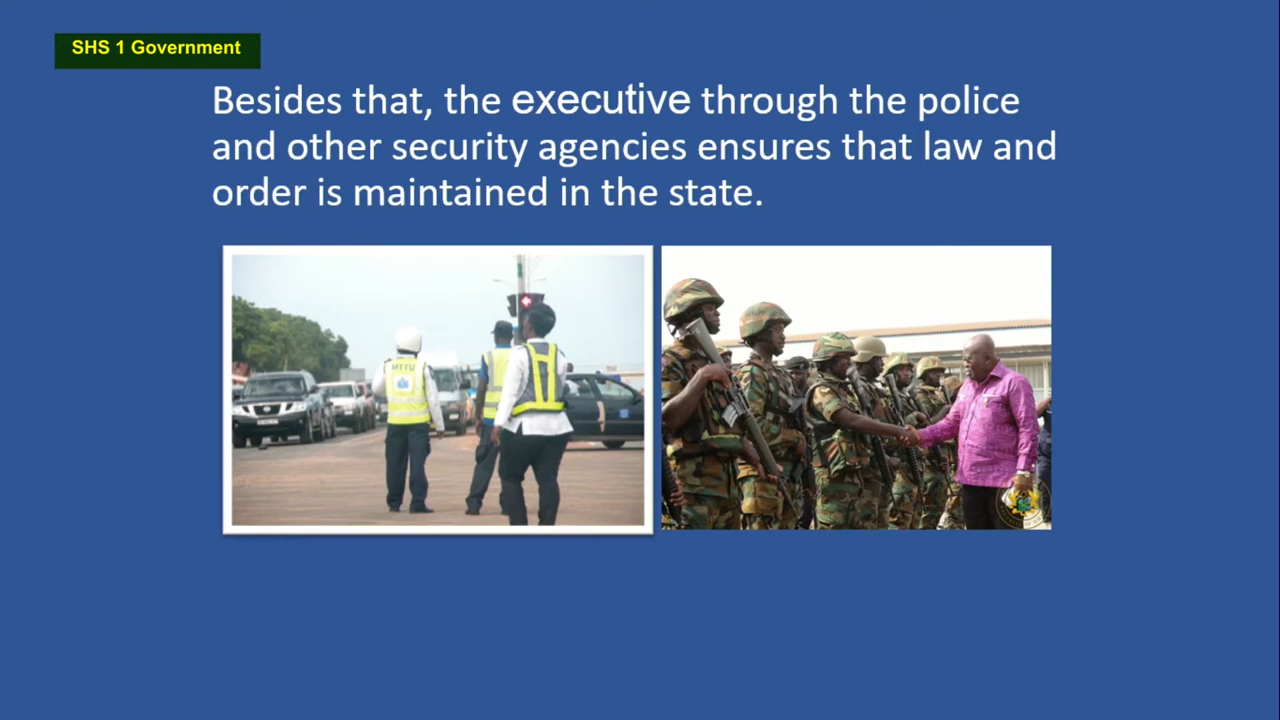 SHS 1 Government
Besides that, the executive through the police
and other security agencies ensures that law and
order is maintained in the state.
MTTU